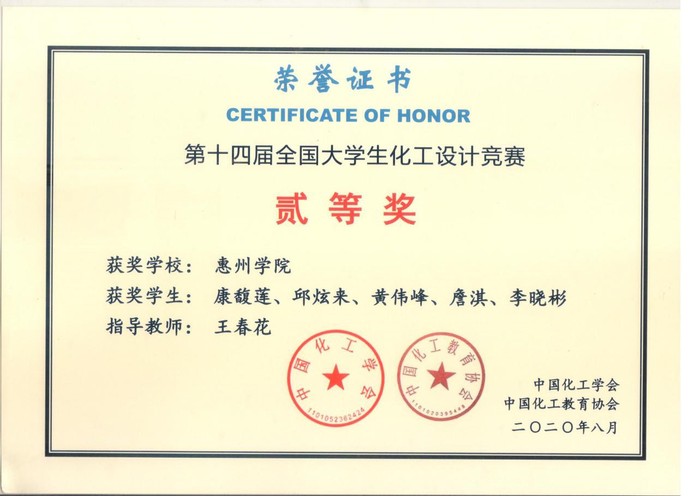 荣誉证书
CERTIFICATE OF HONOR
第十四届全国大学生化工设计竞赛
贰等奖
获奖学校：惠州学院
获奖学生：康馥莲、邱炫来、黄伟峰、詹淇、李晓彬
指导教师：王春花
中国化工学会
中国化工教育协会
中国化工学会
中国化工教育协会
二〇二〇年八月